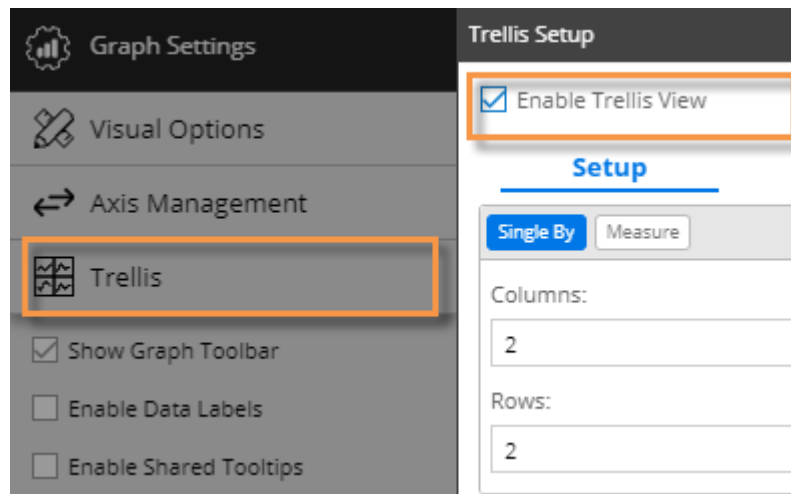 Graph Settings
Visual Options
Axis Management
Trellis
Show Graph Toolbar
Enable Data Labels
Enable Shared Tooltips
Trellis Setup
Enable Trellis View
Setup
Single By Measure
Columns:
2
Rows:
2